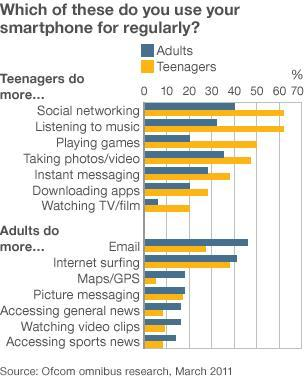 Which of these do you use your
smartphone for regularly?
Adults
Teenagers
Teenagers do
more...
%
0 10 20 30 40 50 60 70
Social networking
Listening to music
Playing games
Taking photos/video
Instant messaging
Downloading apps
Watching TV/film
Adults do
more...
Email
Internet surfing
Maps/GPS
Picture messaging
Accessing general news
Watching video clips
Accessing sports news
Source: Ofcom omnibus research, March 2011